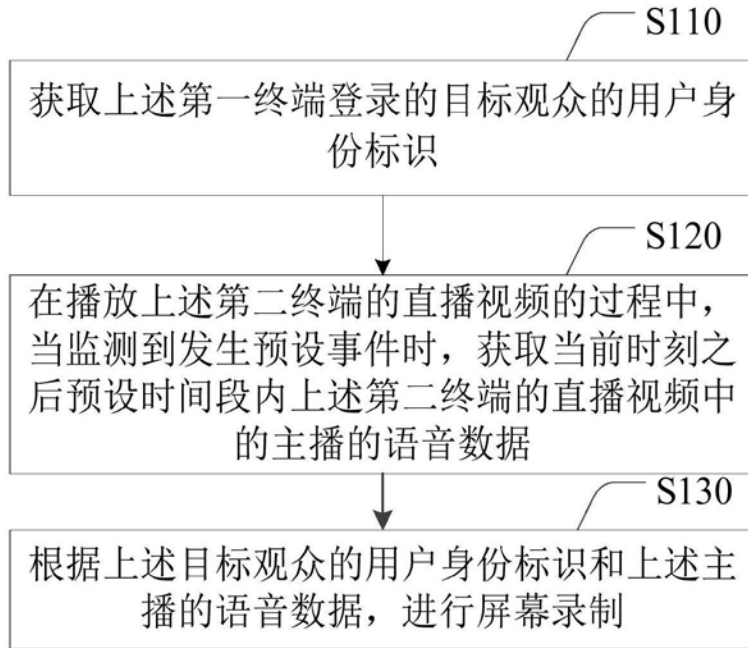 S110
获取上述第一终端登录的目标观众的用户身
份标识
S120
在播放上述第二终端的直播视频的过程中，
当监测到发生预设事件时，获取当前时刻之
后预设时间段内上述第二终端的直播视频中
的主播的语音数据
S130
根据上述目标观众的用户身份标识和上述主
播的语音数据，进行屏幕录制